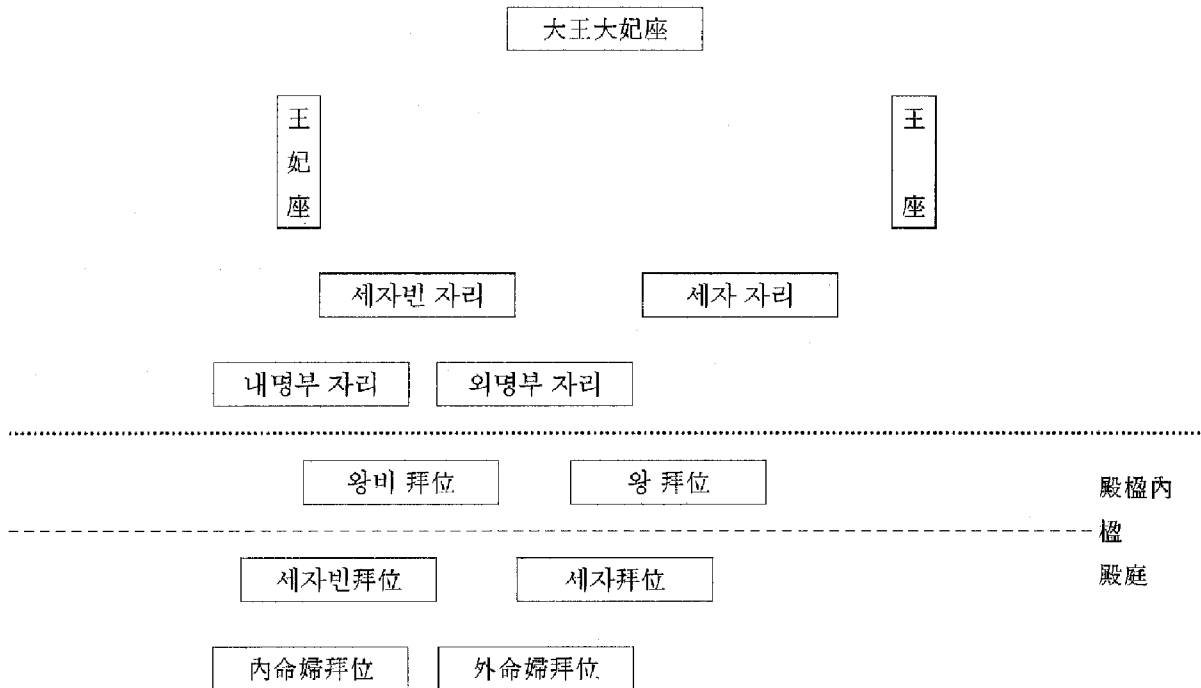 大王大妃座
王妃座
王座
세자빈 자리
세자 자리
내명부 자리
외명부 자리
왕비 拜位
왕 拜位
殿楹內
楹
세자빈拜位
세자拜位
殿庭
內命婦拜位
外命婦拜位